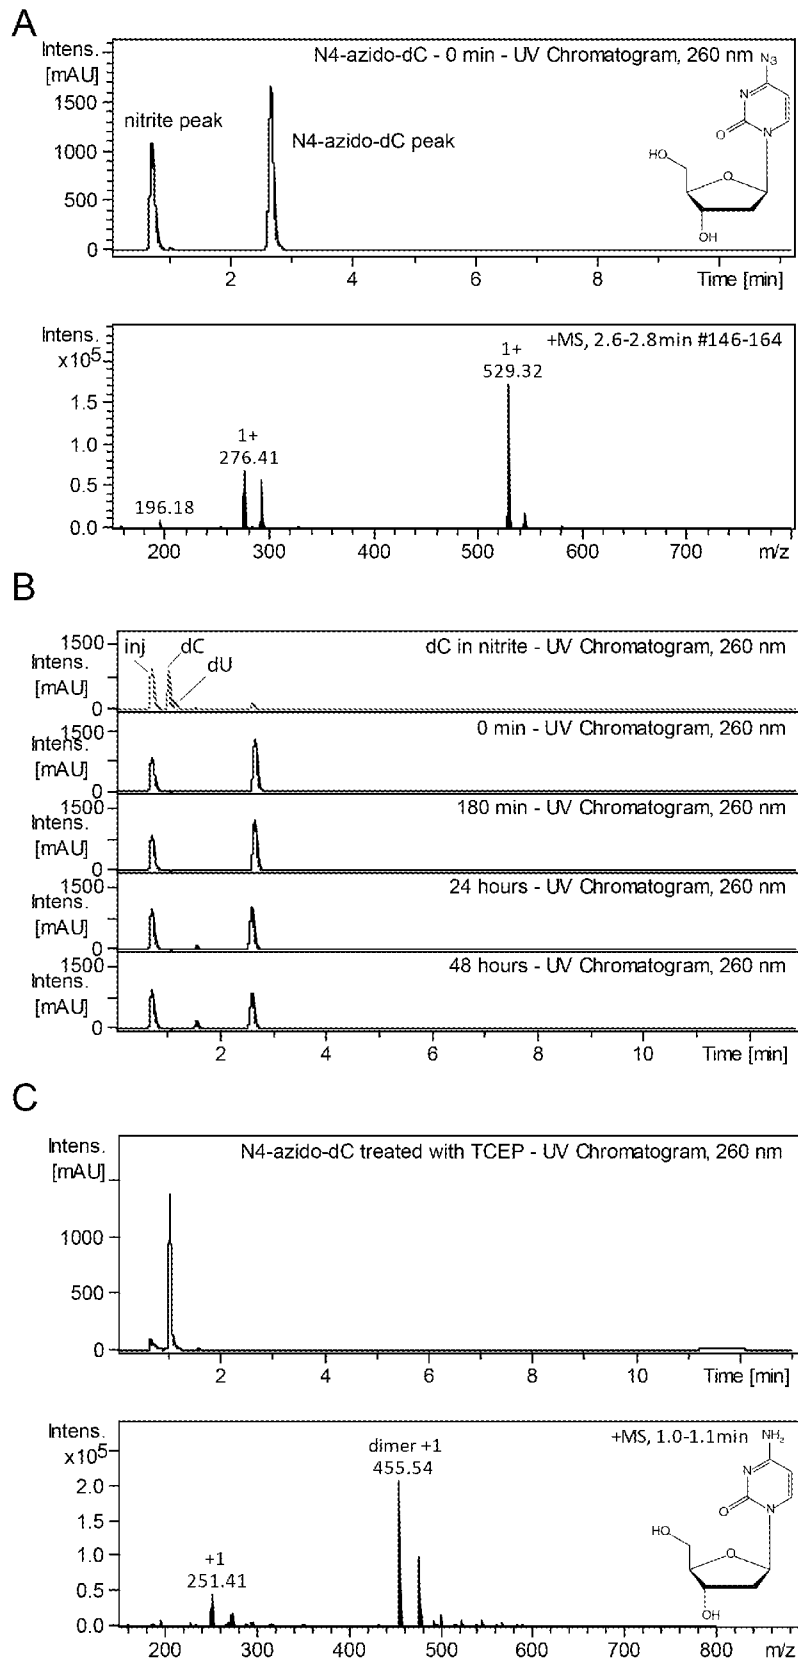 A
Intens.
[mAU]
N4-azido-dC - 0 min - UV Chromatogram, 260 nm
1500
1000
500
0
nitrite peak
N4-azido-dC peak
N3
N
O
N
HO
O
OH
2
4
6
8
Time [min]
Intens.
x10^5
+MS, 2.6-2.8min #146-164
1.5
1.0
0.5
0.0
196.18
1+
276.41
1+
529.32
200
300
400
500
600
700
m/z
B
1500
Intens.
[mAU]
0
inj
dC
dU
dC in nitrite - UV Chromatogram, 260 nm
1500
Intens.
[mAU]
0
0 min - UV Chromatogram, 260 nm
1500
Intens.
[mAU]
0
180 min - UV Chromatogram, 260 nm
1500
Intens.
[mAU]
0
24 hours - UV Chromatogram, 260 nm
1500
Intens.
[mAU]
0
48 hours - UV Chromatogram, 260 nm
2
4
6
8
10
Time [min]
C
Intens.
[mAU]
N4-azido-dC treated with TCEP - UV Chromatogram, 260 nm
1000
500
0
2
4
6
8
10
Time [min]
Intens.
x10^5
+MS, 1.0-1.1min
2.0
1.5
1.0
0.5
0.0
+1
251.41
dimer +1
455.54
NH2
N
O
N
HO
O
OH
200
300
400
500
600
700
800
m/z